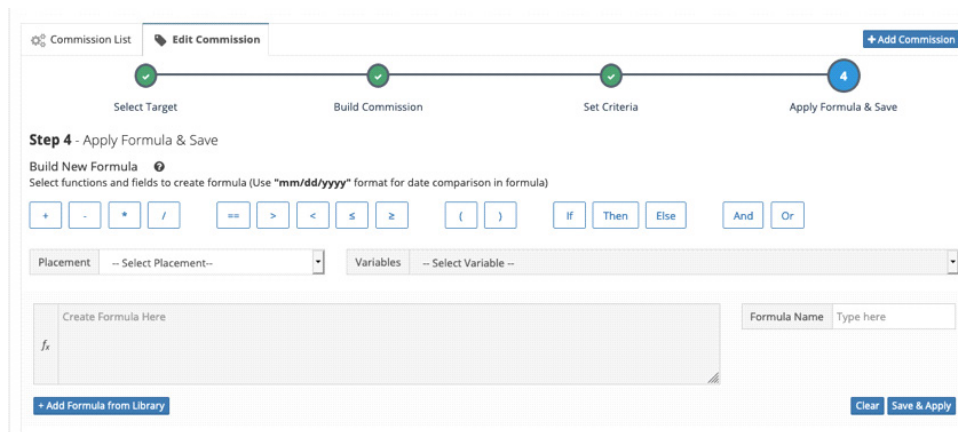 Commission List
Edit Commission
+ Add Commission
4
Select Target
Build Commission
Set Criteria
Apply Formula & Save
Step 4 - Apply Formula & Save
Build New Formula ?
Select functions and fields to create formula (Use "mm/dd/yyyy" format for date comparison in formula)
+ - * / == > < ≤ ≥ ( ) If Then Else And Or
Placement -- Select Placement-- Variables -- Select Variable --
Create Formula Here
Formula Name Type here
fx
+ Add Formula from Library
Clear Save & Apply